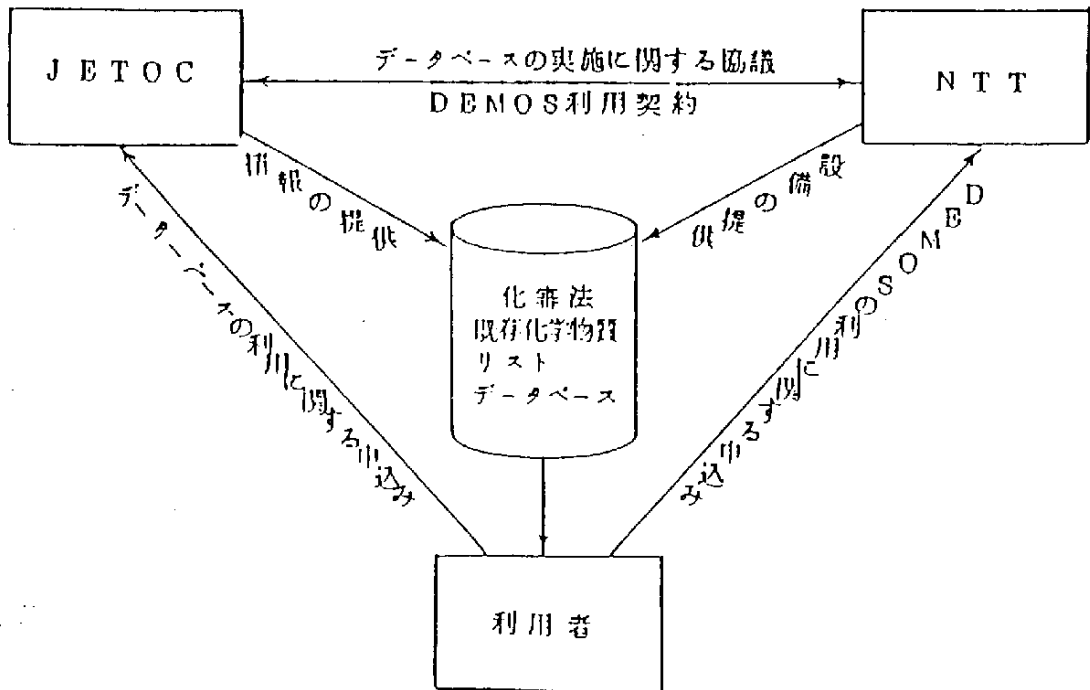 JETOC
データベースの実施に関する協議
DEMOS利用契約
NTT
情報の提供
設備の提供
化審法
既存化学物質
リスト
データベース
データベースの利用に関する申込み
DEMOSの利用に関する申込み
利用者